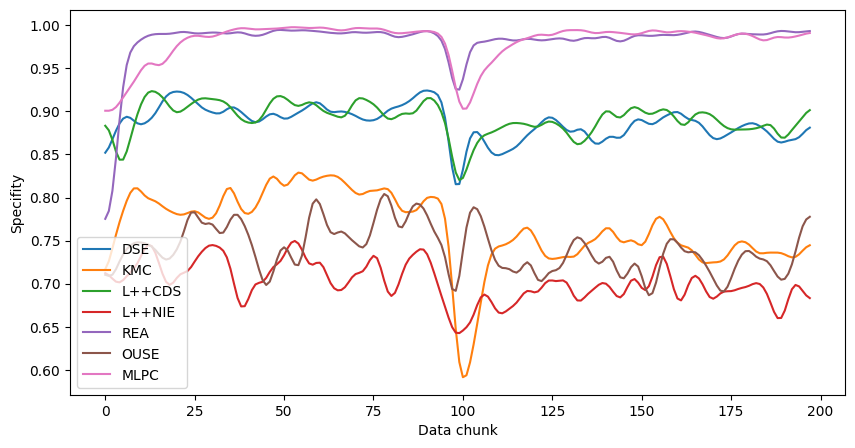 1.00
0.95
0.90
0.85
0.80
0.75
0.70
0.65
0.60
Specifity
DSE
KMC
L++CDS
L++NIE
REA
OUSE
MLPC
0 25 50 75 100 125 150 175 200
Data chunk